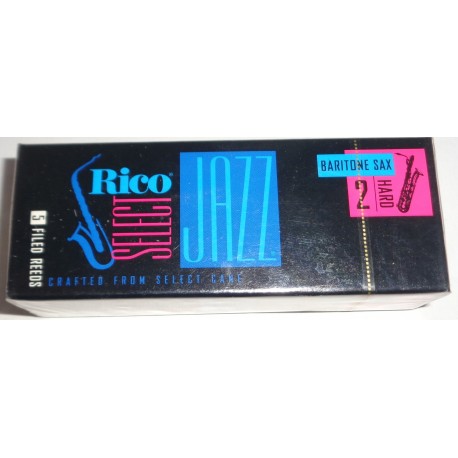 5 FILED REEDS
Rico®
SELECT
JAZZ
CRAFTED FROM SELECT CANE
BARITONE SAX
2
HARD